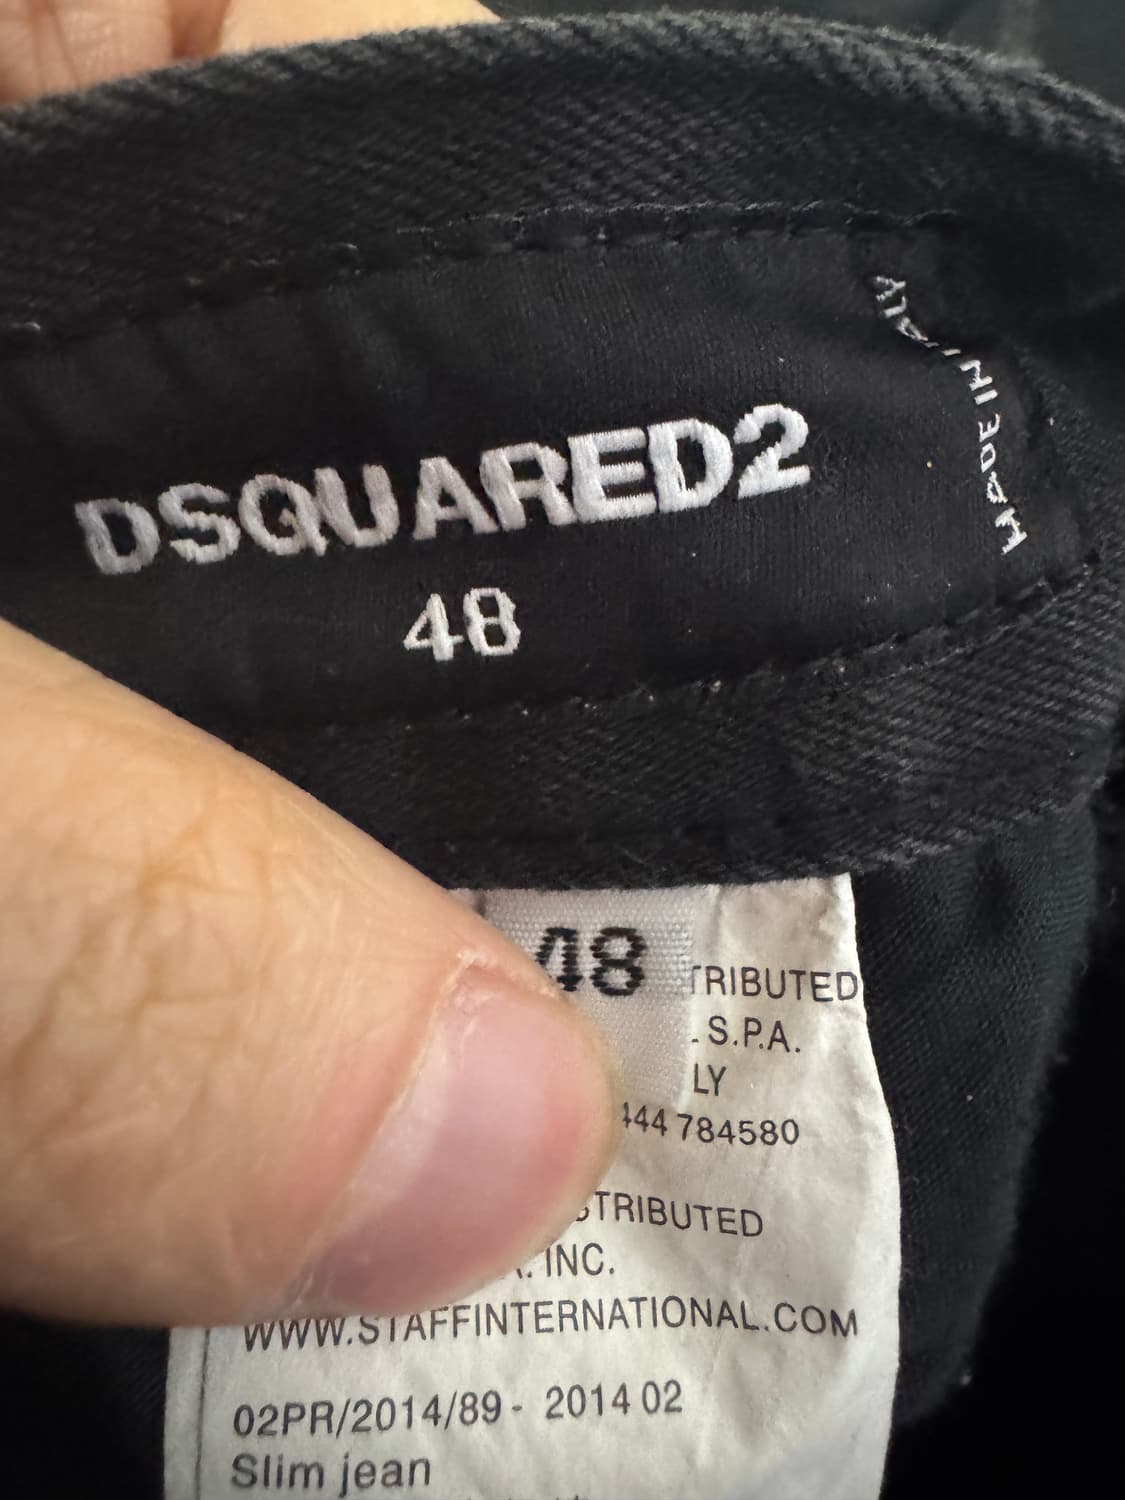 DSQUARED2
48
MADE IN ITALY
48
TRIBUTED
. S.P.A.
LY
444 784580
STRIBUTED
A. INC.
WWW.STAFFINTERNATIONAL.COM
02PR/2014/89 - 2014 02
Slim jean